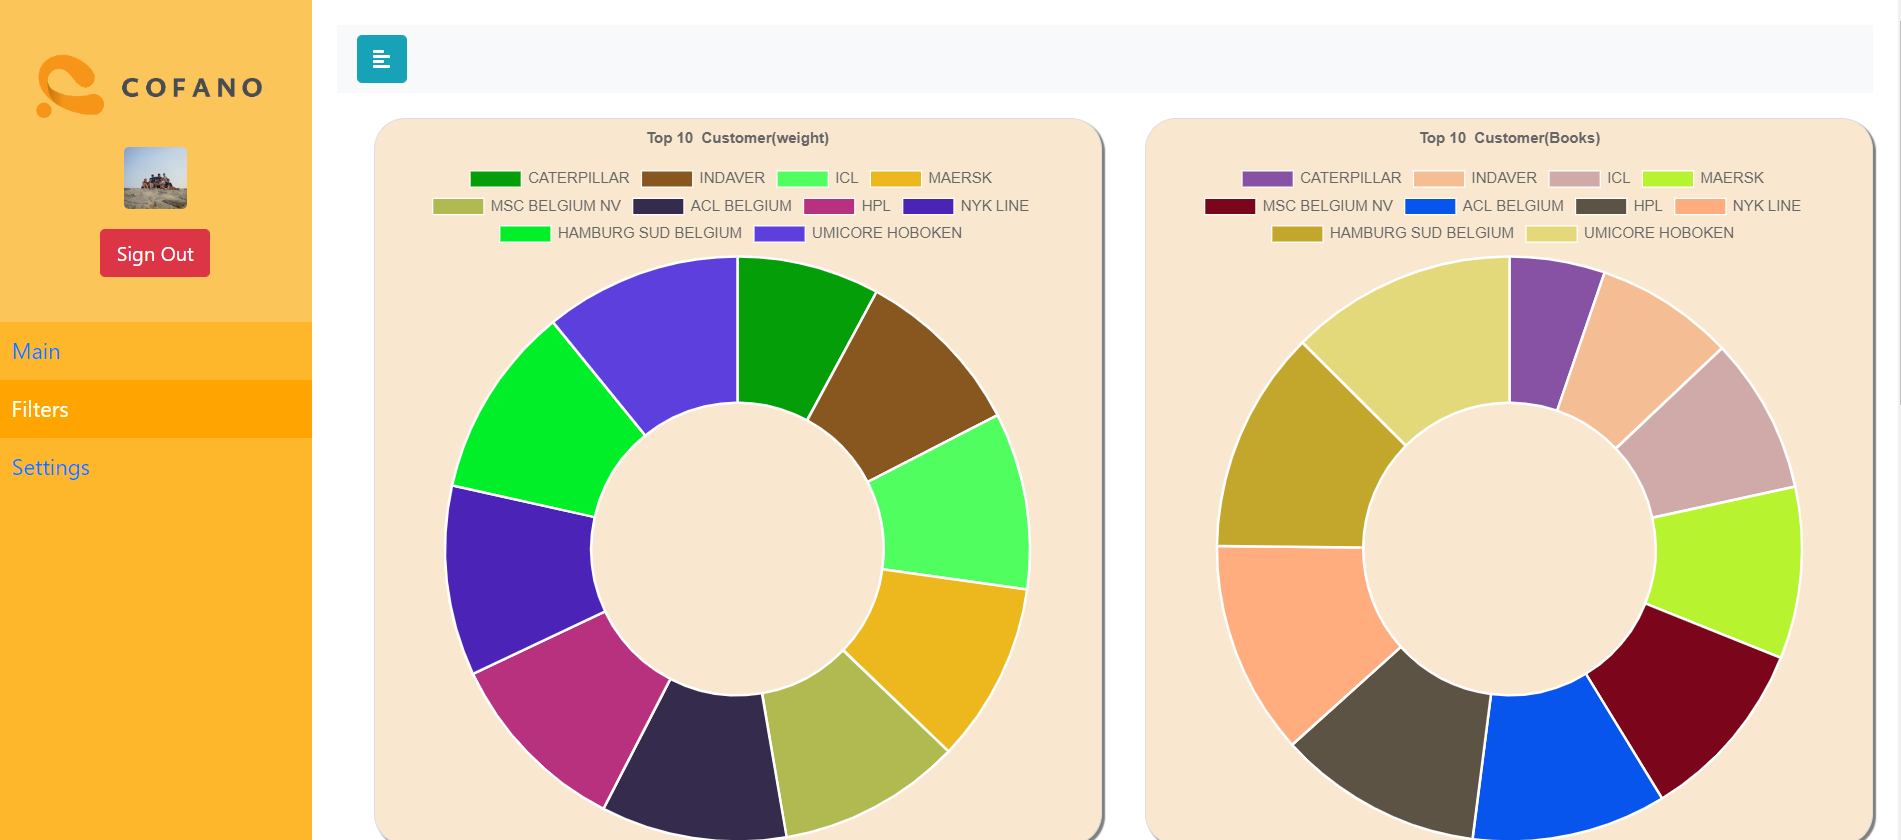 COFANO
Sign Out
Main
Filters
Settings
Top 10 Customer(weight)
CATERPILLAR INDAVER ICL MAERSK
MSC BELGIUM NV ACL BELGIUM HPL NYK LINE
HAMBURG SUD BELGIUM UMICORE HOBOKEN
Top 10 Customer(Books)
CATERPILLAR INDAVER ICL MAERSK
MSC BELGIUM NV ACL BELGIUM HPL NYK LINE
HAMBURG SUD BELGIUM UMICORE HOBOKEN